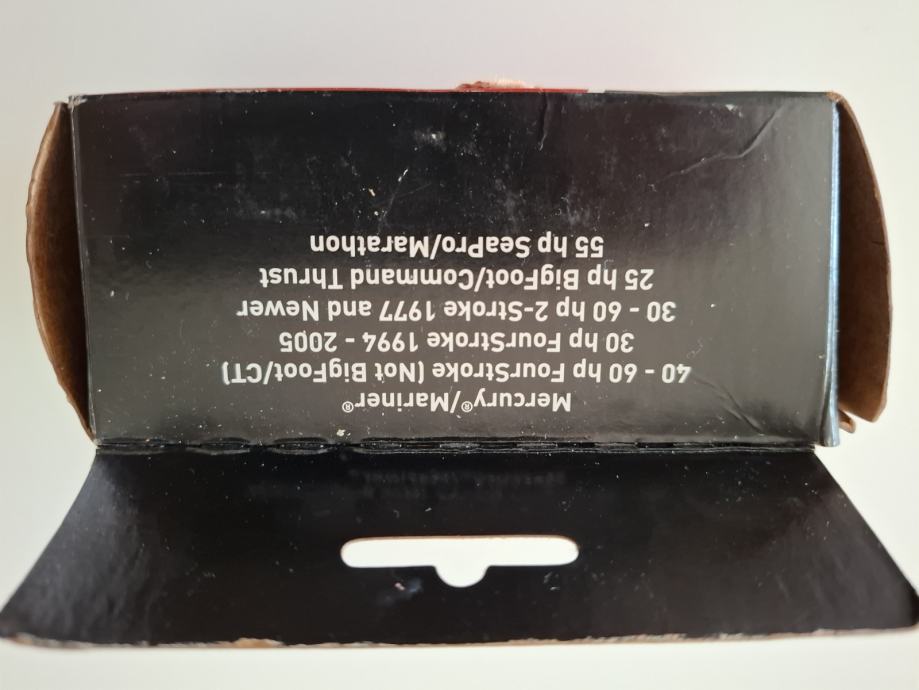 Mercury®/Mariner®
40 - 60 hp FourStroke (Not BigFoot/CT)
30 hp FourStroke 1994 - 2005
30 - 60 hp 2-Stroke 1977 and Newer
25 hp BigFoot/Command Thrust
55 hp SeaPro/Marathon